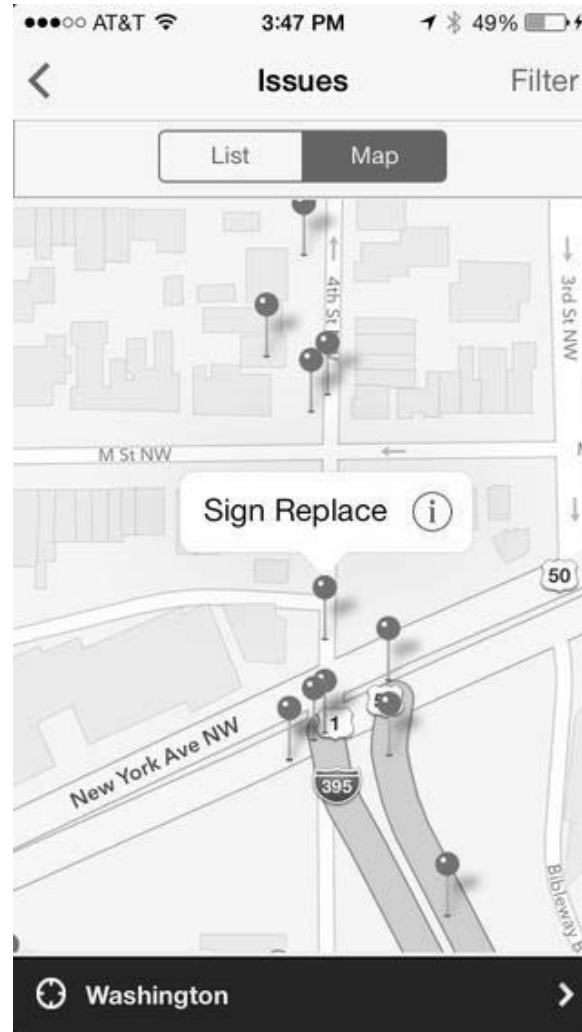 AT&T 3:47 PM 49%
Issues Filter
List Map
4th St
3rd St NW
M St NW
Sign Replace i
50
1
395
New York Ave NW
Bibleway
Washington